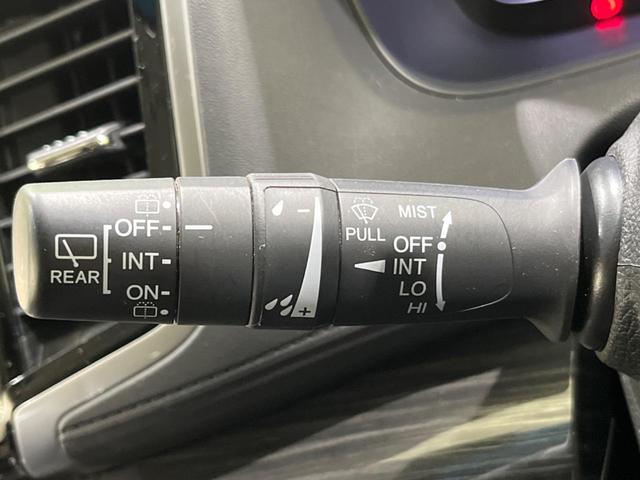 REAR
OFF
INT
ON
PULL
MIST
OFF
INT
LO
HI